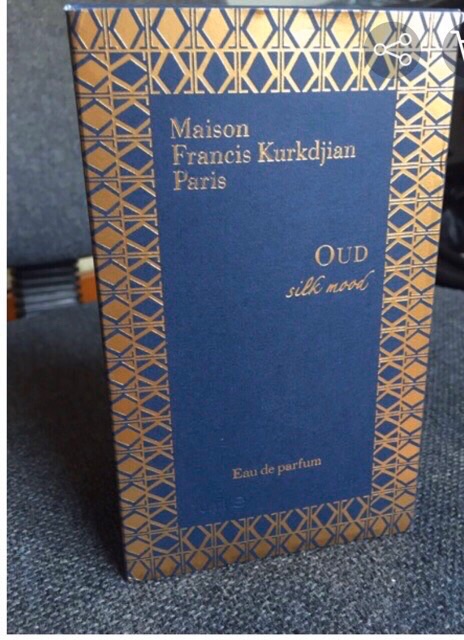 Maison
Francis Kurkdjian
Paris
OUD
silk mood
Eau de parfum